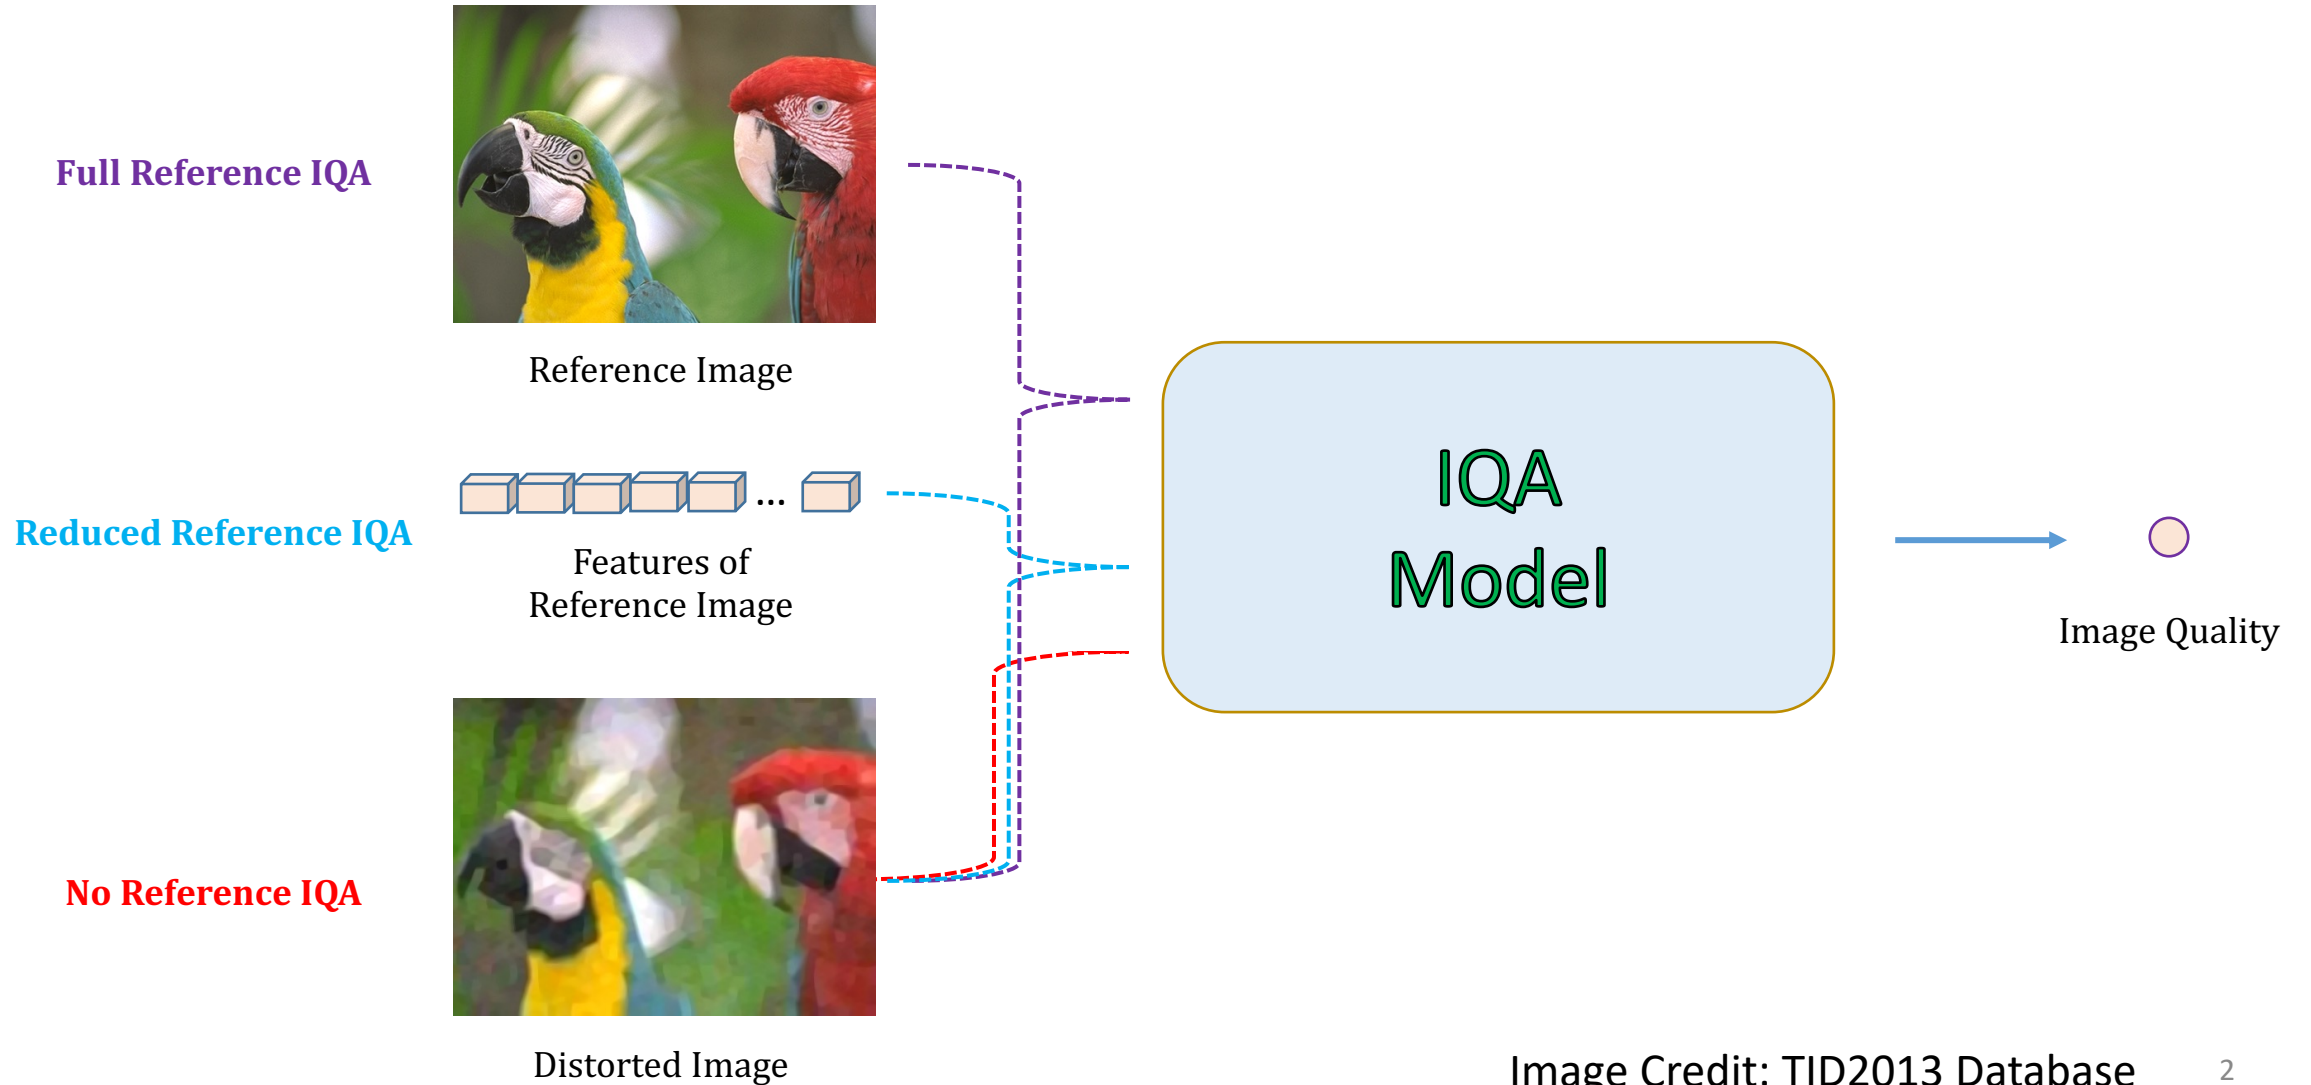 Full Reference IQA
Reference Image
Reduced Reference IQA
...
Features of
Reference Image
IQA
Model
Image Quality
No Reference IQA
Distorted Image
Image Credit: TID2013 Database
2